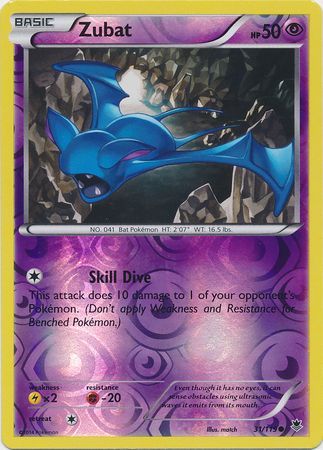 BASIC
Zubat
HP50
NO. 041 Bat Pokémon HT: 2'07" WT: 16.5 lbs.
Skill Dive
This attack does 10 damage to 1 of your opponent's
Pokémon. (Don't apply Weakness and Resistance for
Benched Pokémon.)
weakness
×2
resistance
-20
retreat
Even though it has no eyes, it can
sense obstacles using ultrasonic
waves it emits from its mouth.
©2014 Pokémon
Illus. match
31/119